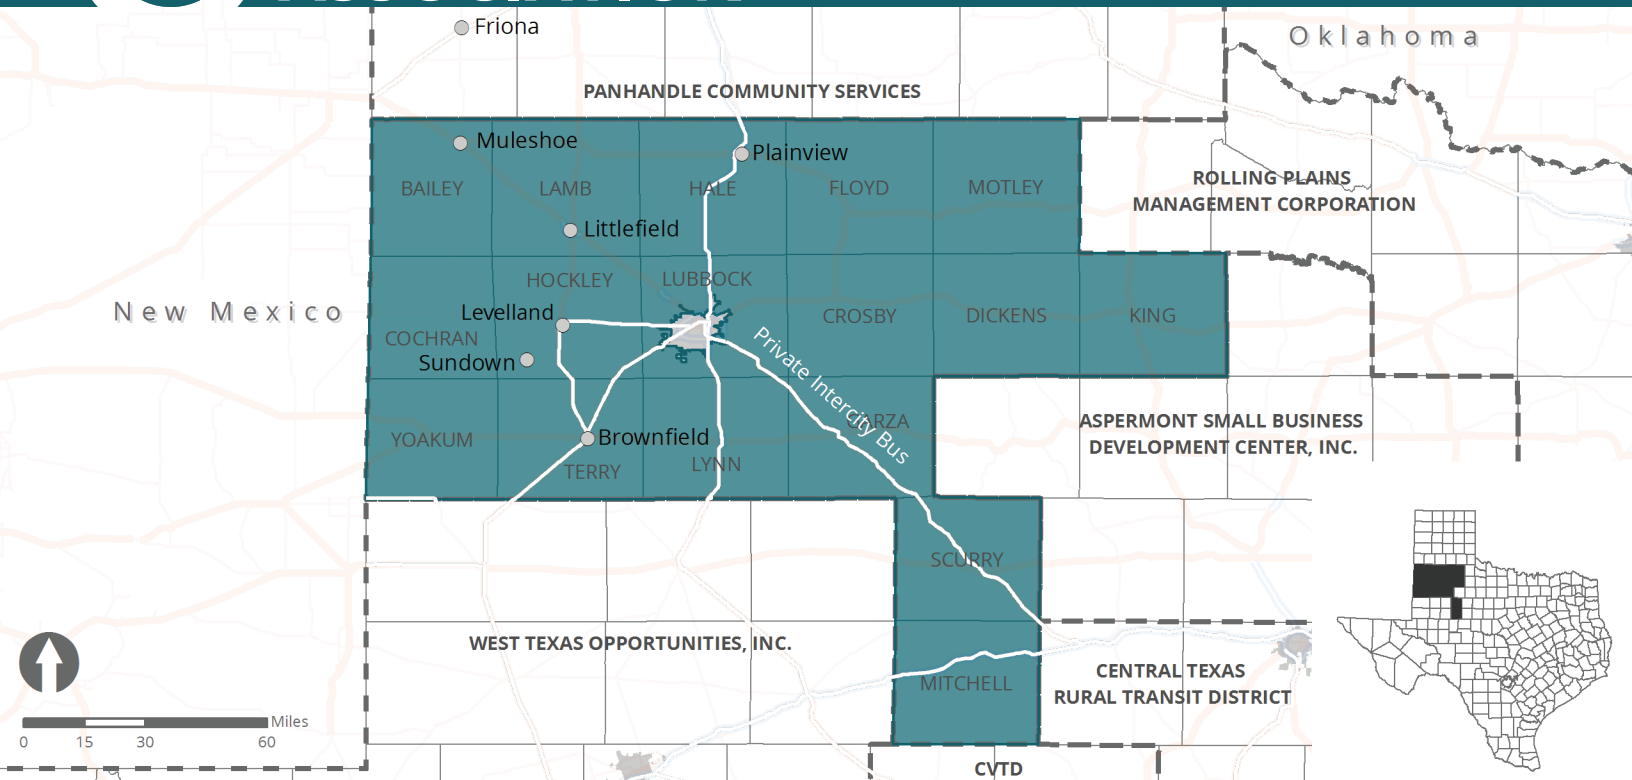 Friona
Oklahoma
PANHANDLE COMMUNITY SERVICES
Muleshoe
Plainview
BAILEY
LAMB
HALE
FLOYD
MOTLEY
ROLLING PLAINS
MANAGEMENT CORPORATION
Littlefield
HOCKLEY
LUBBOCK
New Mexico
Levelland
COCHRAN
CROSBY
DICKENS
KING
Sundown
Private Intercity Bus
GARZA
ASPERMONT SMALL BUSINESS
DEVELOPMENT CENTER, INC.
YOAKUM
Brownfield
TERRY
LYNN
SCURRY
WEST TEXAS OPPORTUNITIES, INC.
MITCHELL
CENTRAL TEXAS
RURAL TRANSIT DISTRICT
Miles
0 15 30 60
CVTD